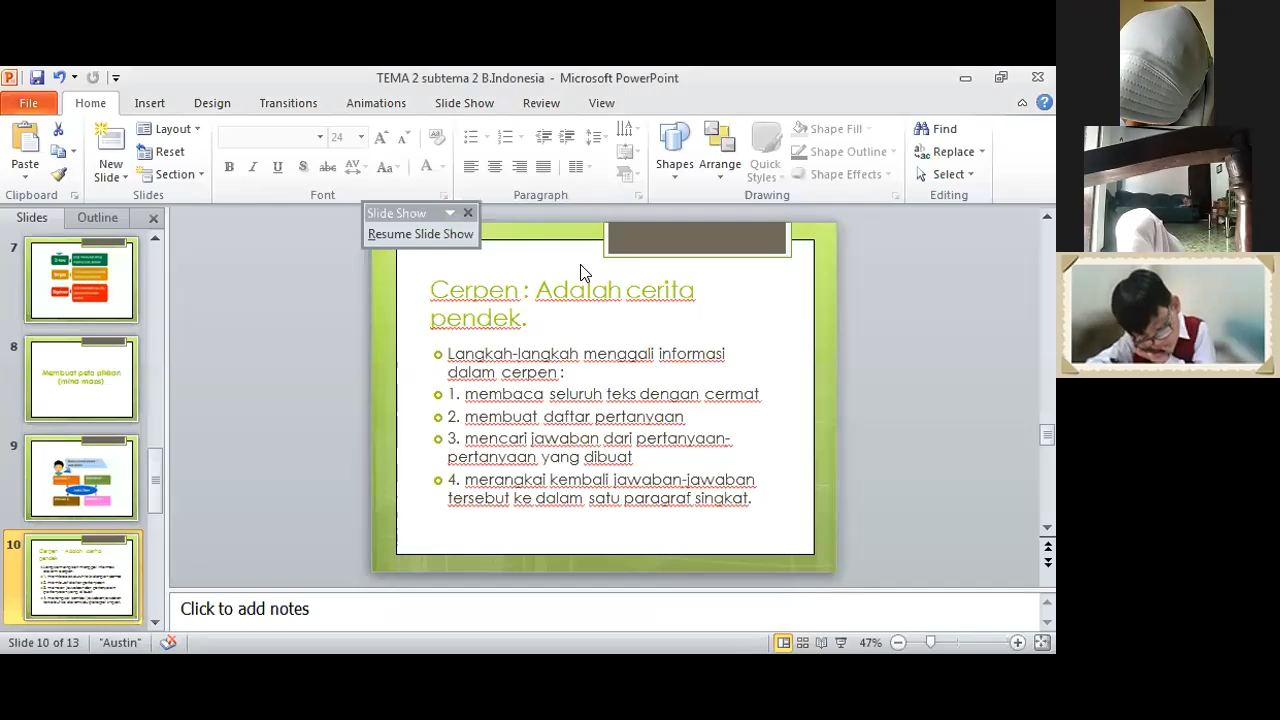 TEMA 2 subtema 2 B.Indonesia - Microsoft PowerPoint
File Home Insert Design Transitions Animations Slide Show Review View
Paste
New Slide
Layout
Reset
Section
24
Shapes
Arrange
Quick Styles
Shape Fill
Shape Outline
Shape Effects
Find
Replace
Select
Clipboard Slides Font Paragraph Drawing Editing
Slides Outline
Slide Show
Resume Slide Show
7
8
Membuat peta pikiran
(mind maps)
9
10
Cerpen : Adalah cerita
pendek.
Langkah-langkah menggali informasi
dalam cerpen :
1. membaca seluruh teks dengan cermat
2. membuat daftar pertanyaan
3. mencari jawaban dari pertanyaan-
pertanyaan yang dibuat
4. merangkai kembali jawaban-jawaban
tersebut ke dalam satu paragraf singkat.
Click to add notes
Slide 10 of 13 "Austin" 47%